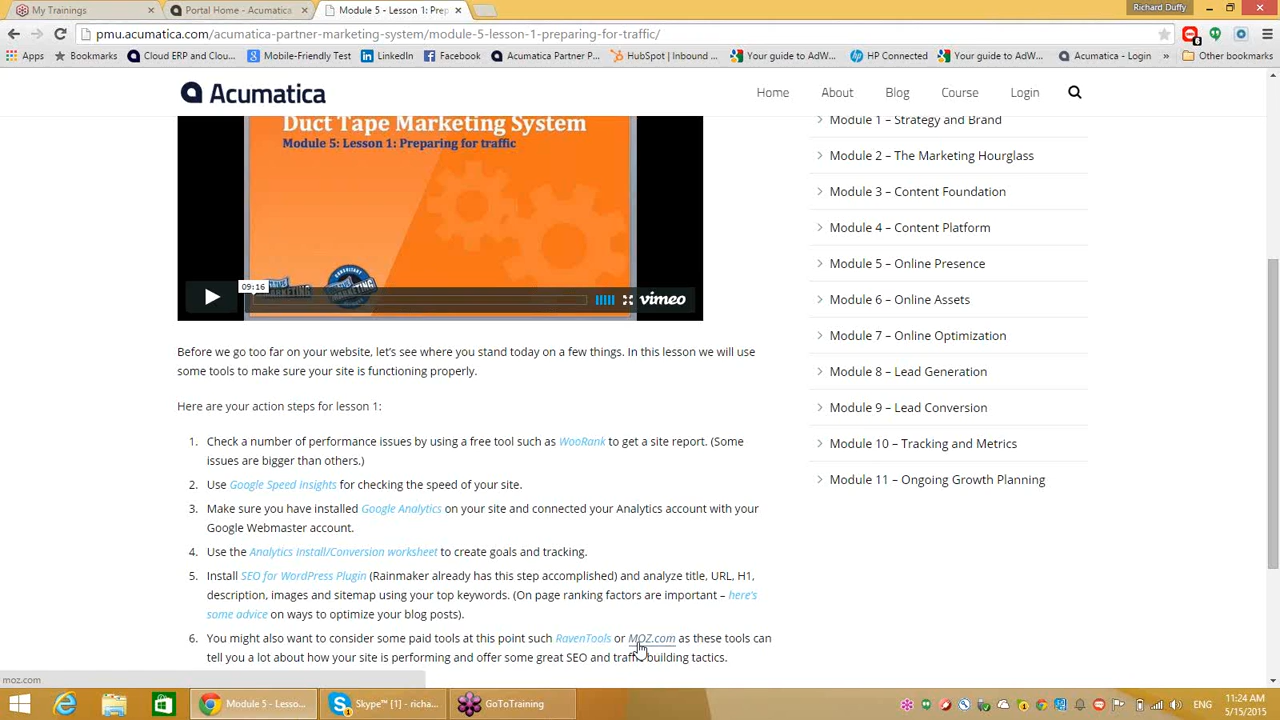 Richard Duffy
My Trainings
Portal Home - Acumatica
Module 5 - Lesson 1: Prep
pmu.acumatica.com/acumatica-partner-marketing-system/module-5-lesson-1-preparing-for-traffic/
Apps Bookmarks Cloud ERP and Clou... Mobile-Friendly Test LinkedIn Facebook Acumatica Partner P... HubSpot | Inbound ... Your guide to AdW... HP Connected Your guide to AdW... Acumatica - Login » Other bookmarks
Acumatica
Home About Blog Course Login
Duct Tape Marketing System
Module 5: Lesson 1: Preparing for traffic
09:16
vimeo
Module 1 – Strategy and Brand
Module 2 – The Marketing Hourglass
Module 3 – Content Foundation
Module 4 – Content Platform
Module 5 – Online Presence
Module 6 – Online Assets
Module 7 – Online Optimization
Module 8 – Lead Generation
Module 9 – Lead Conversion
Module 10 – Tracking and Metrics
Module 11 – Ongoing Growth Planning
Before we go too far on your website, let's see where you stand today on a few things. In this lesson we will use
some tools to make sure your site is functioning properly.
Here are your action steps for lesson 1:
1. Check a number of performance issues by using a free tool such as WooRank to get a site report. (Some
issues are bigger than others.)
2. Use Google Speed Insights for checking the speed of your site.
3. Make sure you have installed Google Analytics on your site and connected your Analytics account with your
Google Webmaster account.
4. Use the Analytics install/Conversion worksheet to create goals and tracking.
5. Install SEO for WordPress Plugin (Rainmaker already has this step accomplished) and analyze title, URL, H1,
description, images and sitemap using your top keywords. (On page ranking factors are important – here's
some advice on ways to optimize your blog posts).
6. You might also want to consider some paid tools at this point such RavenTools or MOZ.com as these tools can
tell you a lot about how your site is performing and offer some great SEO and traffic building tactics.
moz.com
Module 5 - Lesso...
Skype™ [1] - richa...
GoToTraining
ENG
11:24 AM
5/15/2015